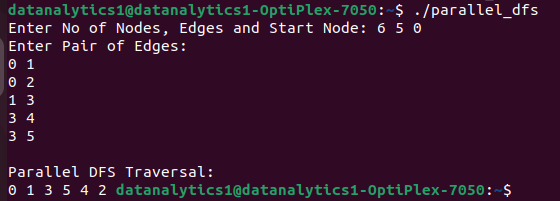 datanalytics1@datanalytics1-OptiPlex-7050:~$ ./parallel_dfs
Enter No of Nodes, Edges and Start Node: 6 5 0
Enter Pair of Edges:
0 1
0 2
1 3
3 4
3 5
Parallel DFS Traversal:
0 1 3 5 4 2 datanalytics1@datanalytics1-OptiPlex-7050:~$